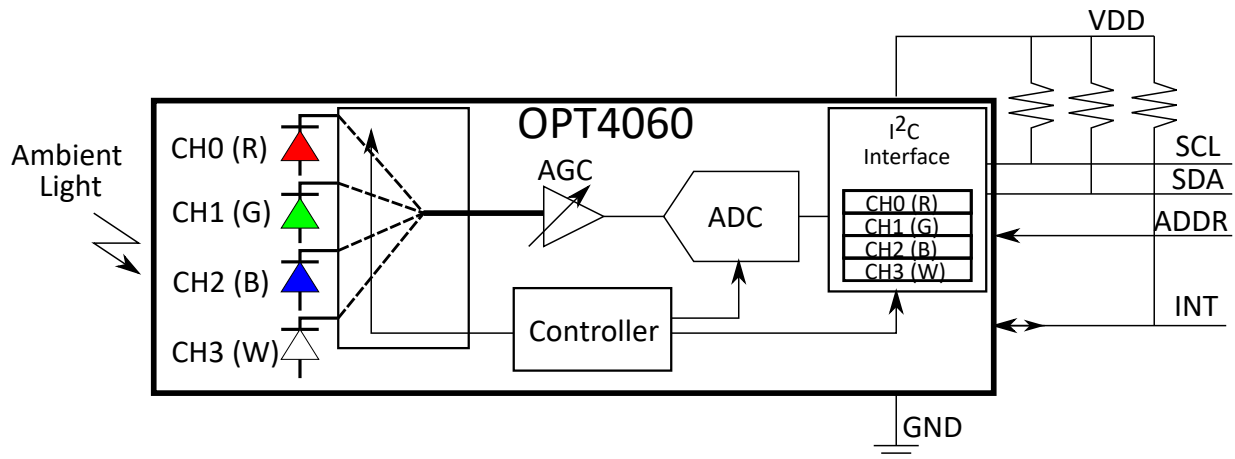 VDD
OPT4060
Ambient
Light
CH0 (R)
CH1 (G)
CH2 (B)
CH3 (W)
AGC
ADC
Controller
I²C
Interface
CH0 (R)
CH1 (G)
CH2 (B)
CH3 (W)
SCL
SDA
ADDR
INT
GND